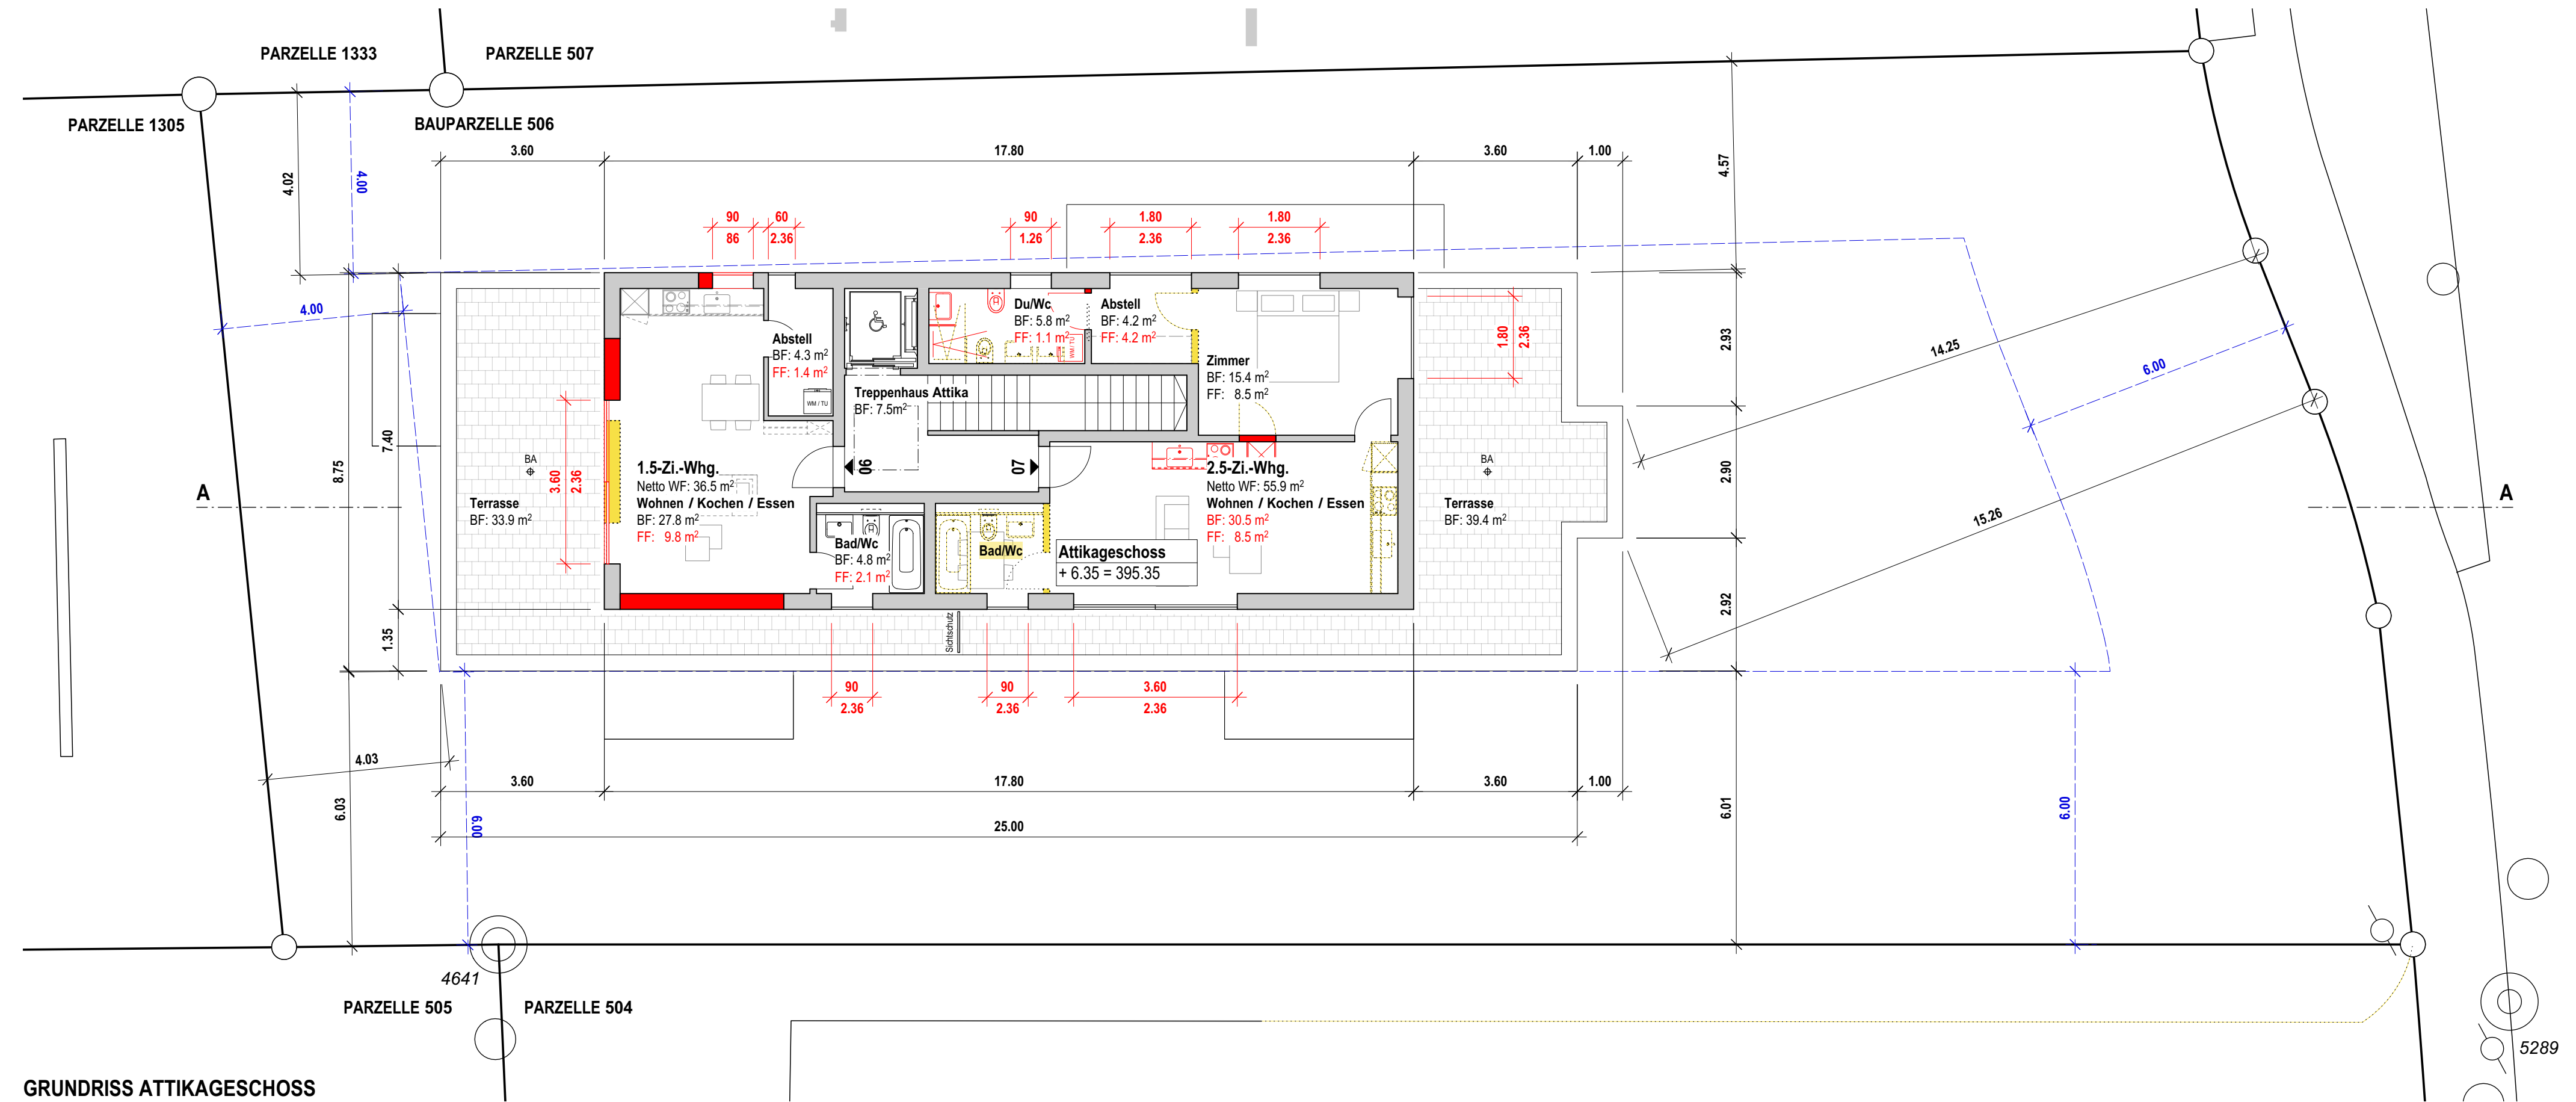 PARZELLE 1333
PARZELLE 507
PARZELLE 1305
BAUPARZELLE 506
3.60
17.80
3.60
1.00
4.02
4.00
4.57
90
86
60
2.36
90
1.26
1.80
2.36
1.80
2.36
4.00
Abstell
BF: 4.3 m²
FF: 1.4 m²
WM / TU
Du/Wc
BF: 5.8 m²
FF: 1.1 m²
WM / TU
Abstell
BF: 4.2 m²
FF: 4.2 m²
Zimmer
BF: 15.4 m²
FF: 8.5 m²
1.80
2.36
2.93
14.25
6.00
Treppenhaus Attika
BF: 7.5m²
7.40
8.75
3.60
2.36
A
BA
Terrasse
BF: 33.9 m²
1.5-Zi.-Whg.
Netto WF: 36.5 m²
Wohnen / Kochen / Essen
BF: 27.8 m²
FF: 9.8 m²
06
07
2.5-Zi.-Whg.
Netto WF: 55.9 m²
Wohnen / Kochen / Essen
BF: 30.5 m²
FF: 8.5 m²
BA
Terrasse
BF: 39.4 m²
2.90
A
15.26
Bad/Wc
BF: 4.8 m²
FF: 2.1 m²
Bad/Wc
Attikageschoss
+ 6.35 = 395.35
1.35
Sichtschutz
2.92
90
2.36
90
2.36
3.60
2.36
4.03
3.60
17.80
3.60
1.00
6.03
6.00
25.00
6.01
6.00
4641
PARZELLE 505
PARZELLE 504
5289
GRUNDRISS ATTIKAGESCHOSS